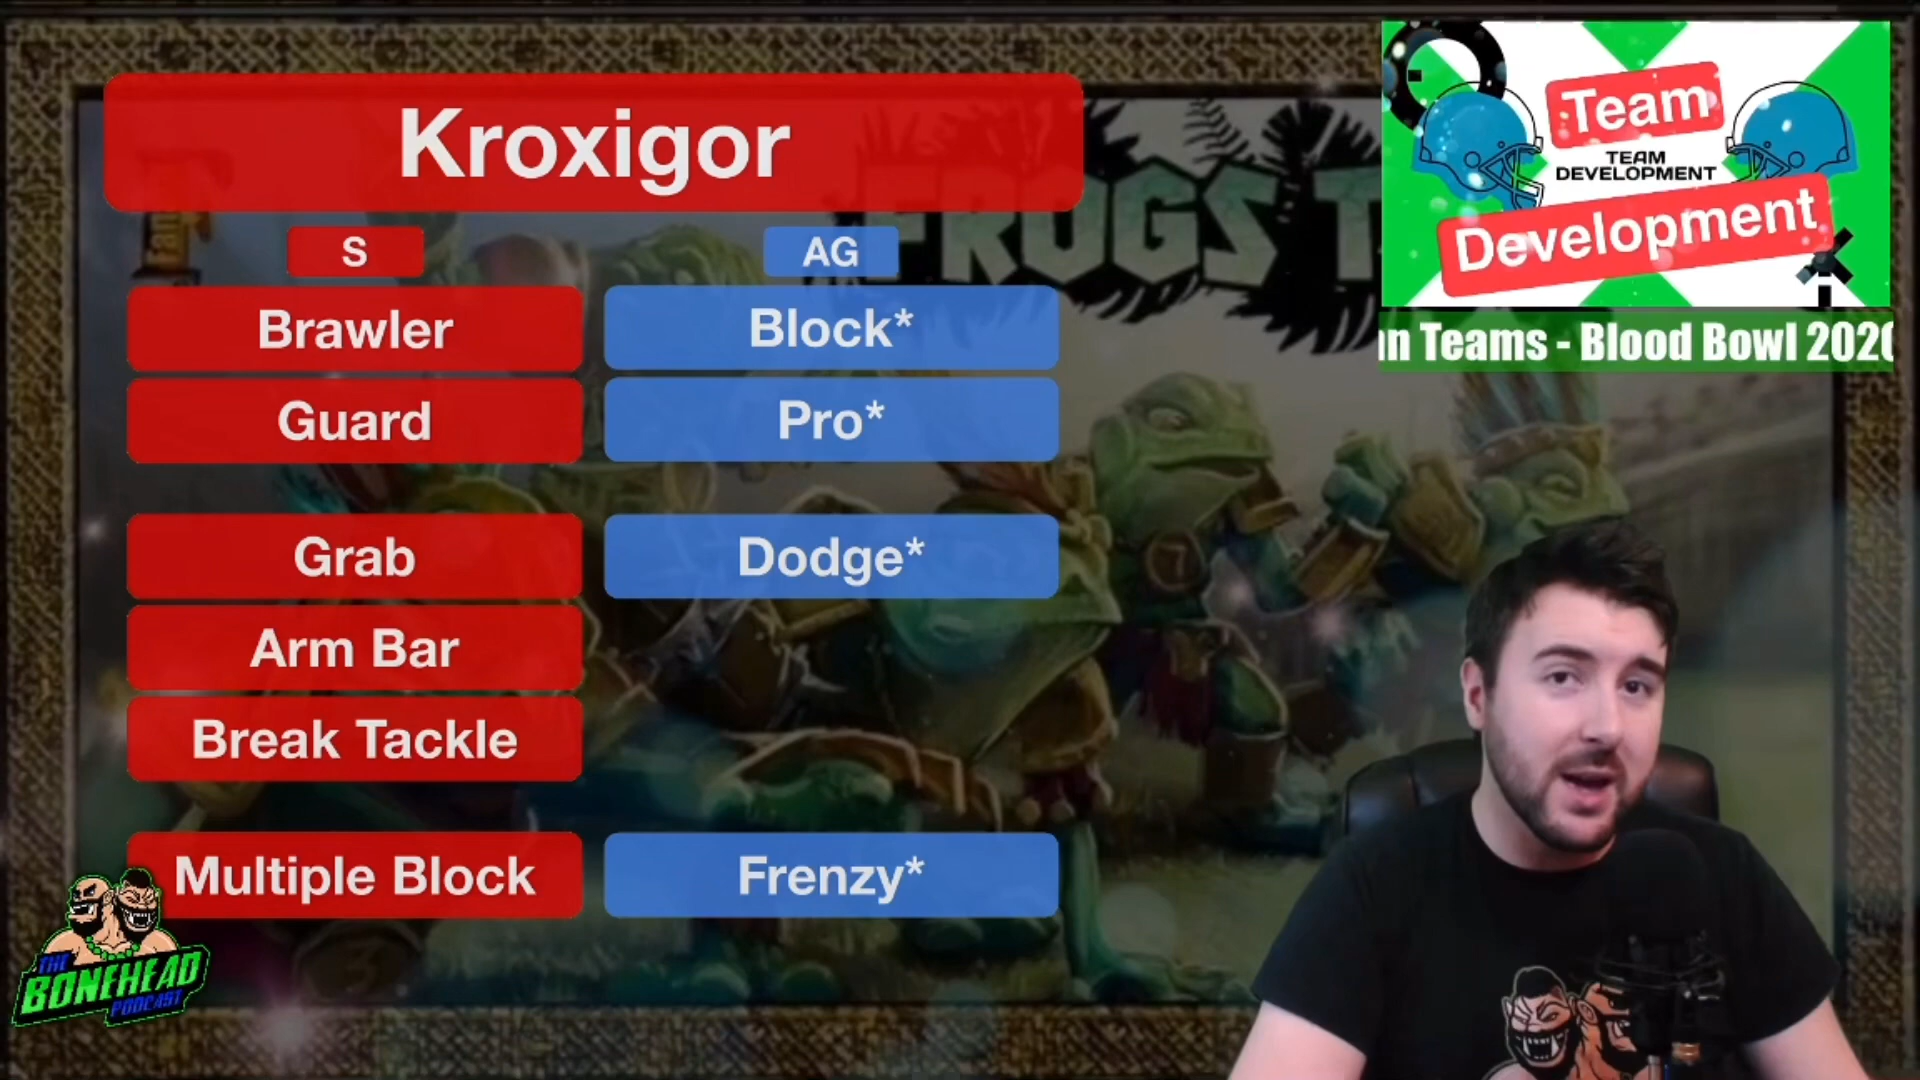 Kroxigor
S
AG
Brawler
Block*
Guard
Pro*
Grab
Dodge*
Arm Bar
Break Tackle
Multiple Block
Frenzy*
FROGS T
Team
TEAM
DEVELOPMENT
Development
n Teams - Blood Bowl 202
THE
BONEHEAD
PODCAST